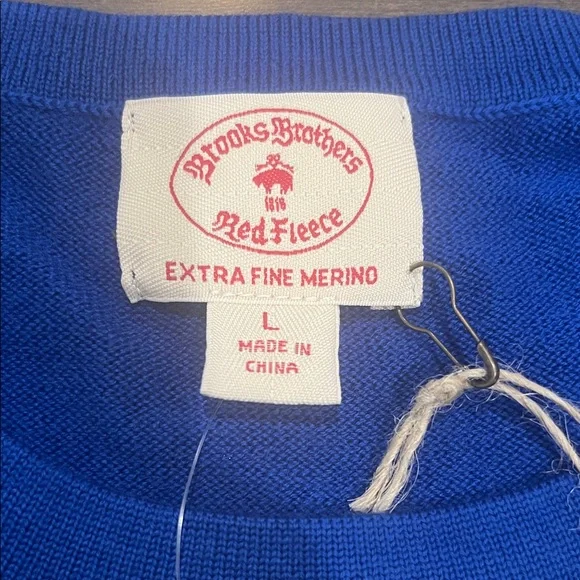 Brooks Brothers
1818
Red Fleece
EXTRA FINE MERINO
L
MADE IN
CHINA